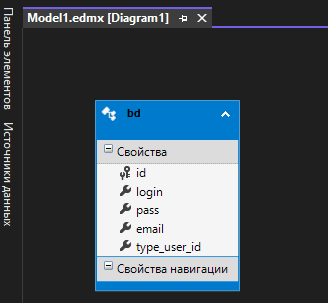 Model1.edmx [Diagram1]
Панель элементов
Источники данных
bd
Свойства
id
login
pass
email
type_user_id
Свойства навигации